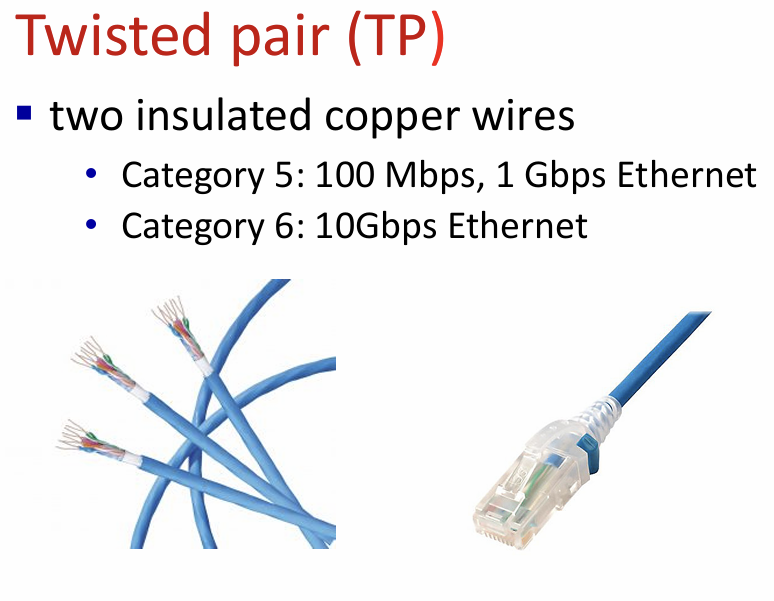 Twisted pair (TP)
two insulated copper wires
Category 5: 100 Mbps, 1 Gbps Ethernet
Category 6: 10Gbps Ethernet